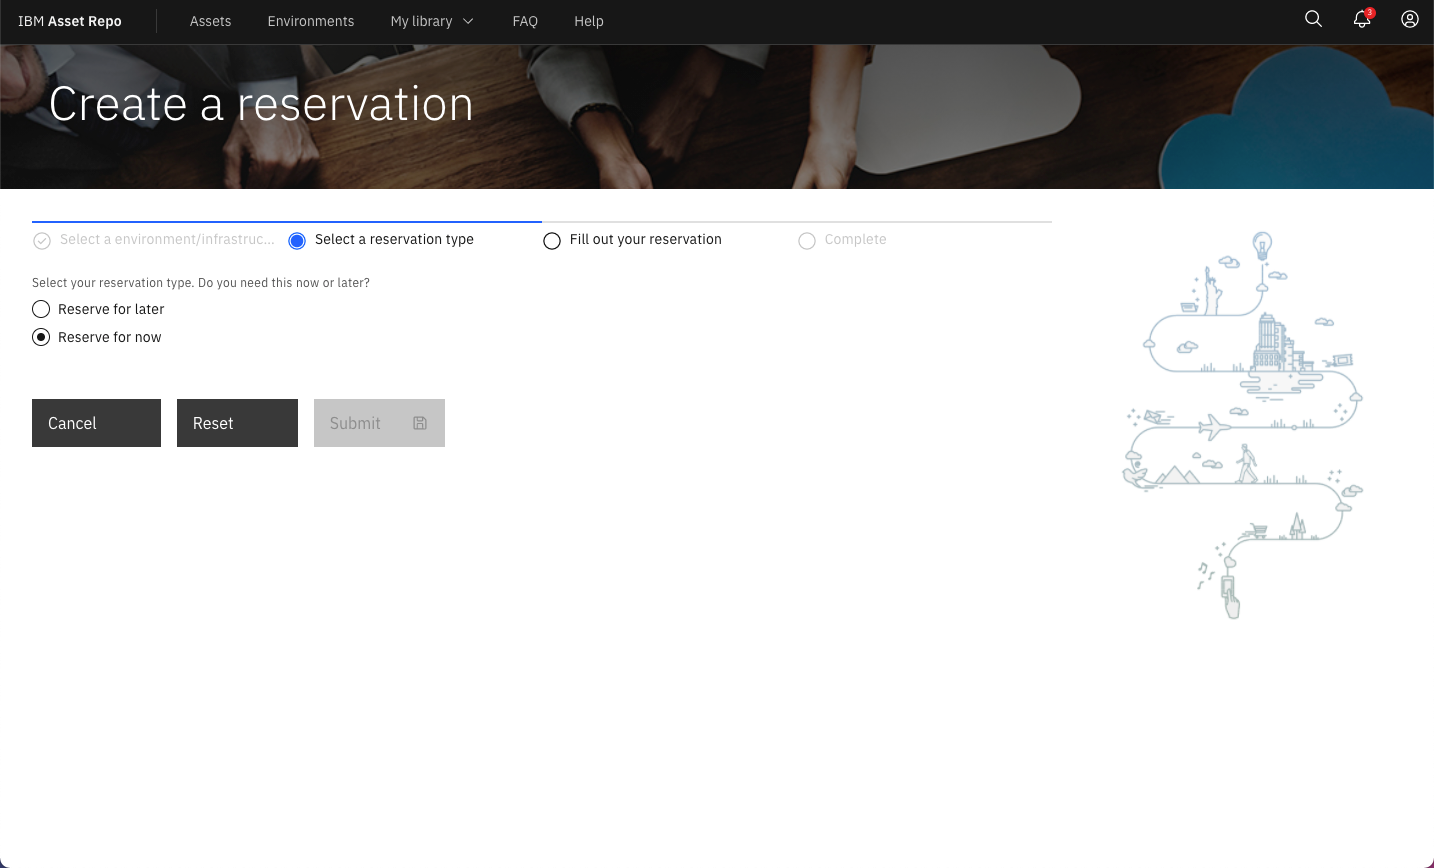 IBM Asset Repo
Assets
Environments
My library
FAQ
Help
3
Create a reservation
Select a environment/infrastruc...
Select a reservation type
Fill out your reservation
Complete
Select your reservation type. Do you need this now or later?
Reserve for later
Reserve for now
Cancel
Reset
Submit